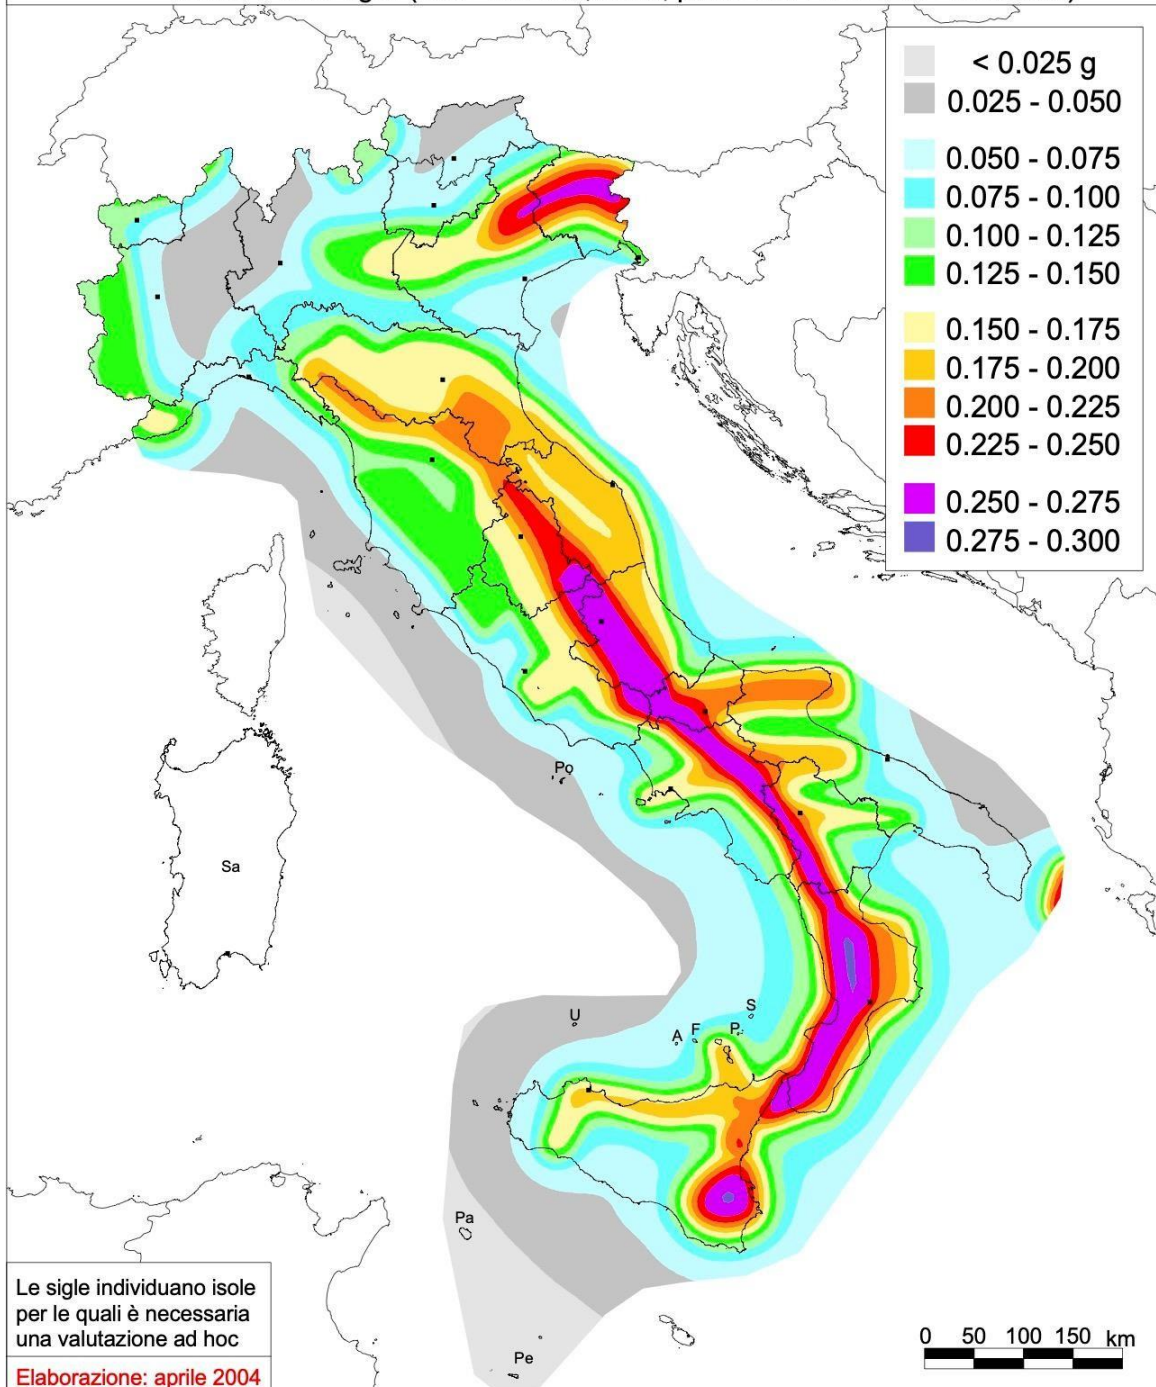 < 0.025 g
0.025 - 0.050
0.050 - 0.075
0.075 - 0.100
0.100 - 0.125
0.125 - 0.150
0.150 - 0.175
0.175 - 0.200
0.200 - 0.225
0.225 - 0.250
0.250 - 0.275
0.275 - 0.300
Po
Sa
S
U
A F P
Pa
Pe
Le sigle individuano isole
per le quali è necessaria
una valutazione ad hoc
Elaborazione: aprile 2004
0 50 100 150 km